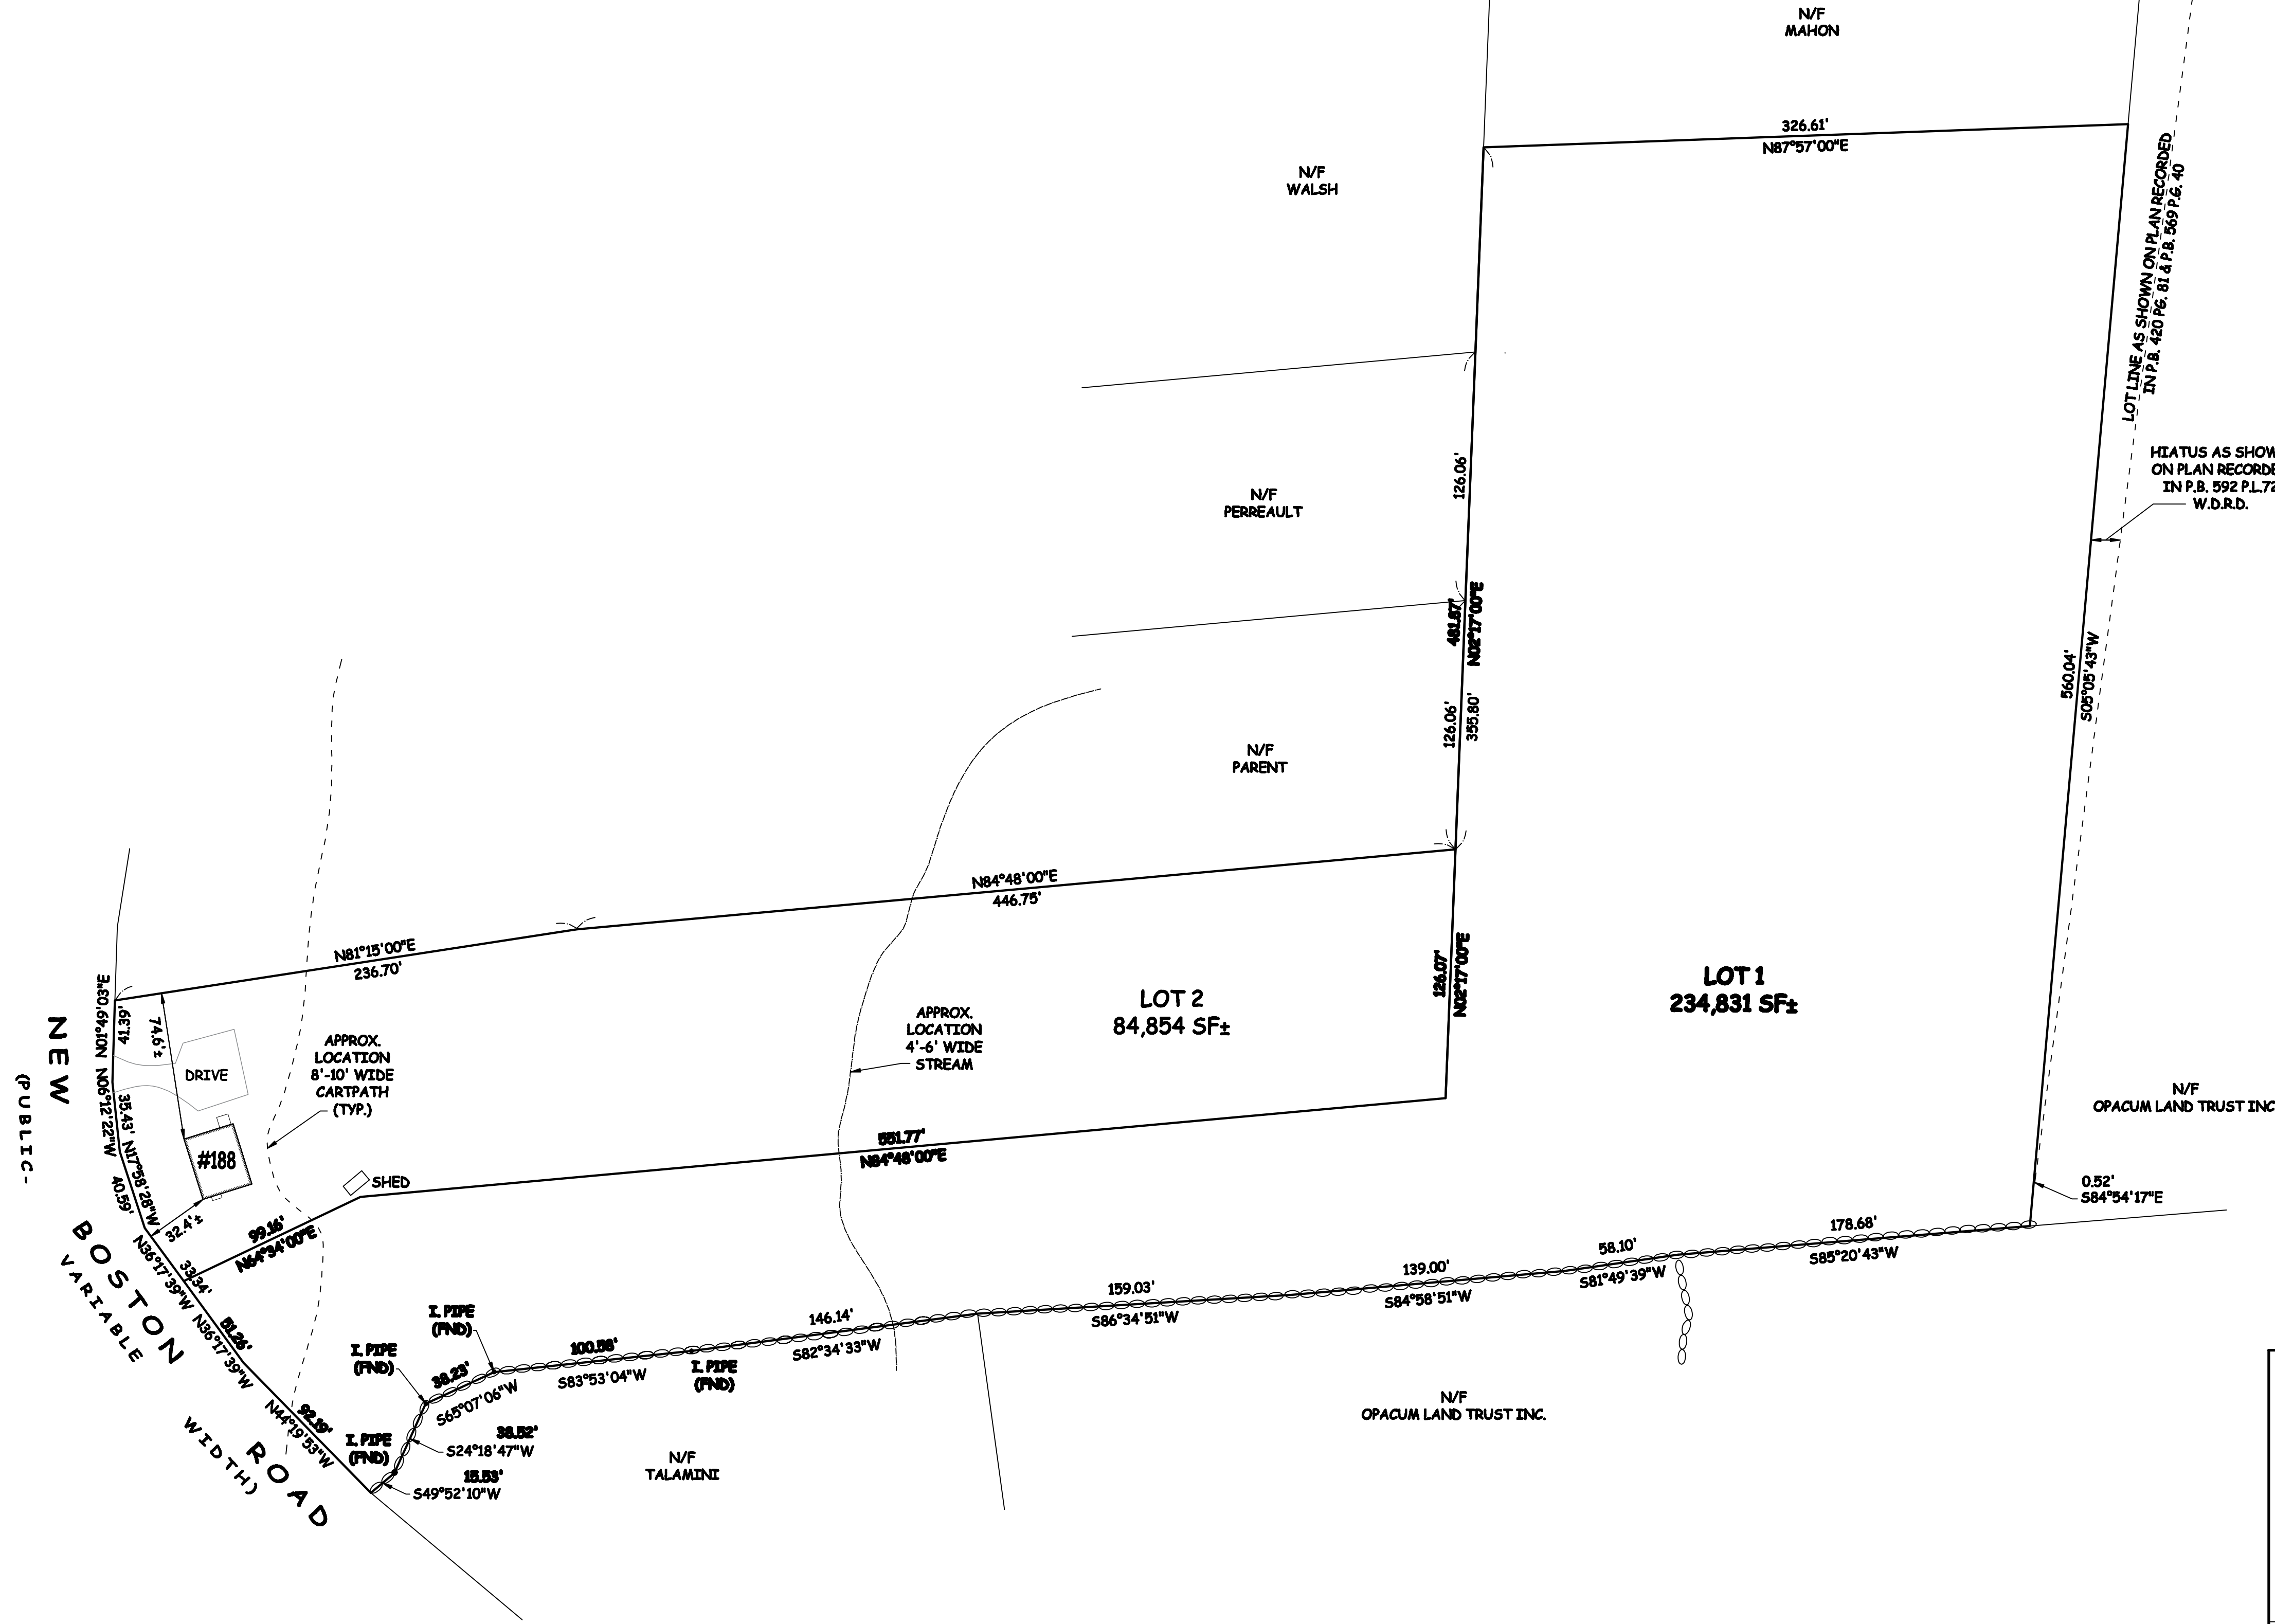 N/F
MAHON
326.61'
N87°57'00"E
N/F
WALSH
LOT LINE AS SHOWN ON PLAN RECORDED
IN P.B. 420 PG. 81 & P.B. 569 P.G. 40
HIATUS AS SHOW
ON PLAN RECORDE
IN P.B. 592 P.L.72
W.D.R.D.
126.06'
N/F
PERREAULT
481.87'
N02°17'00"E
560.04'
S05°05'43"W
126.06'
355.80'
N/F
PARENT
N84°48'00"E
446.75'
N81°15'00"E
236.70'
126.07'
N02°17'00"E
LOT 1
234,831 SF±
LOT 2
84,854 SF±
N01°49'03"E
41.39'
74.6'±
DRIVE
APPROX.
LOCATION
8'-10' WIDE
CARTPATH
(TYP.)
APPROX.
LOCATION
4'-6' WIDE
STREAM
N/F
OPACUM LAND TRUST INC
N06°12'22"W
35.43'
N17°58'28"W
40.59'
#188
SHED
551.77'
N84°48'00"E
32.4'±
99.16'
N64°34'00"E
0.52'
S84°54'17"E
N36°17'39"W
33.34'
N36°17'39"W
51.26'
178.68'
S85°20'43"W
58.10'
S81°49'39"W
139.00'
S84°58'51"W
159.03'
S86°34'51"W
146.14'
S82°34'33"W
I. PIPE
(FND)
100.58'
S83°53'04"W
I. PIPE
(FND)
I. PIPE
(FND)
38.23'
S65°07'06"W
38.52'
S24°18'47"W
I. PIPE
(FND)
15.53'
S49°52'10"W
92.19'
N44°19'53"W
N/F
TALAMINI
N/F
OPACUM LAND TRUST INC.
NEW BOSTON ROAD
(PUBLIC - VARIABLE WIDTH)